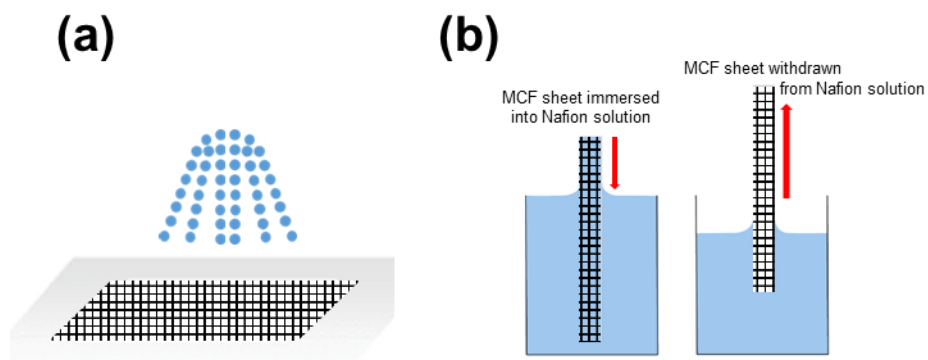 (a)
(b)
MCF sheet immersed
into Nafion solution
MCF sheet withdrawn
from Nafion solution